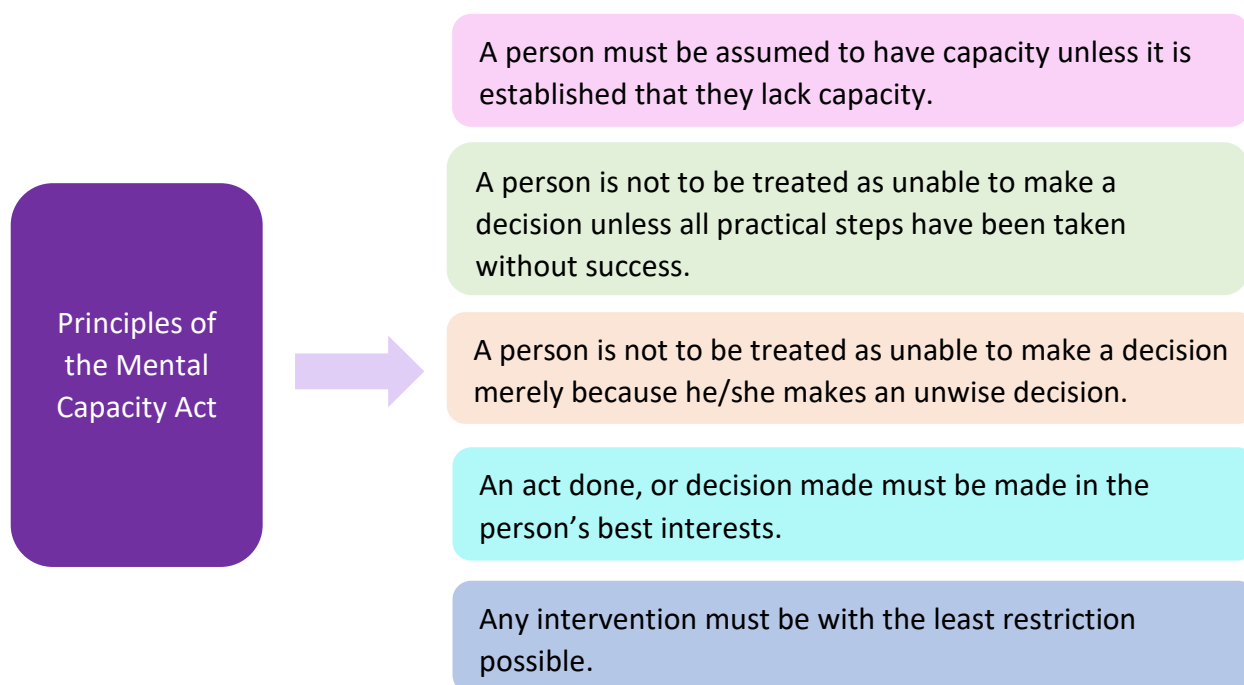 Principles of
the Mental
Capacity Act
A person must be assumed to have capacity unless it is
established that they lack capacity.
A person is not to be treated as unable to make a
decision unless all practical steps have been taken
without success.
A person is not to be treated as unable to make a decision
merely because he/she makes an unwise decision.
An act done, or decision made must be made in the
person’s best interests.
Any intervention must be with the least restriction
possible.